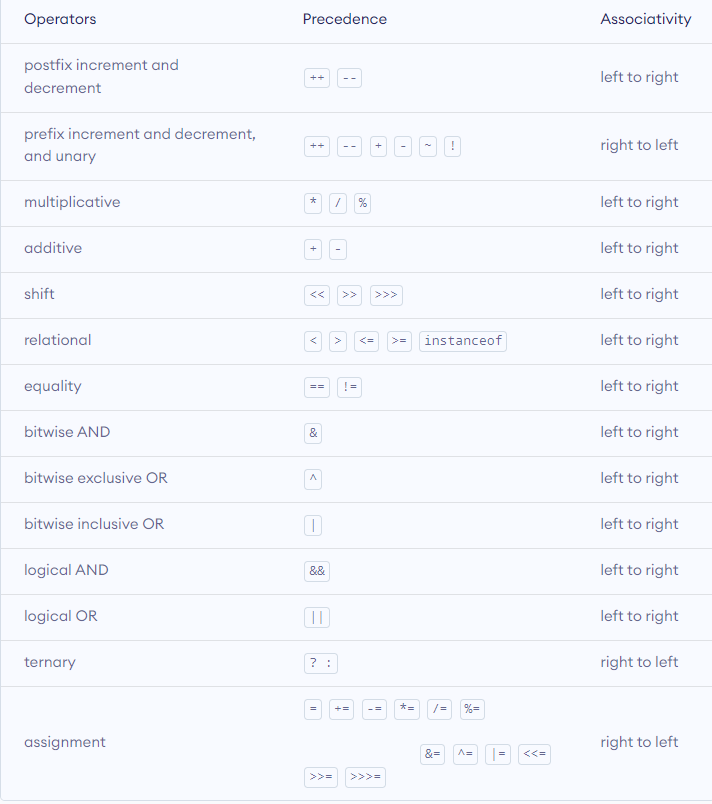 Operators Precedence Associativity
postfix increment and
decrement
++ -- left to right
prefix increment and decrement,
and unary
++ -- + - ~ ! right to left
multiplicative * / % left to right
additive + - left to right
shift << >> >>> left to right
relational < > <= >= instanceof left to right
equality == != left to right
bitwise AND & left to right
bitwise exclusive OR ^ left to right
bitwise inclusive OR | left to right
logical AND && left to right
logical OR || left to right
ternary ? : right to left
= += -= *= /= %=
assignment right to left
&= ^= |= <<=
>>= >>>=